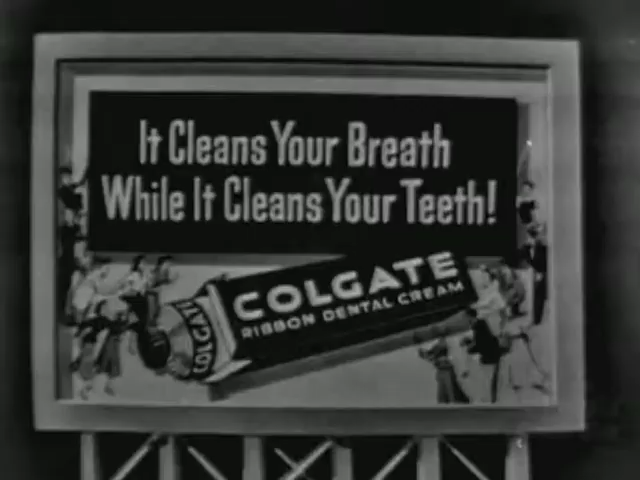 It Cleans Your Breath
While It Cleans Your Teeth!
COLGATE
RIBBON DENTAL CREAM
COLGATE